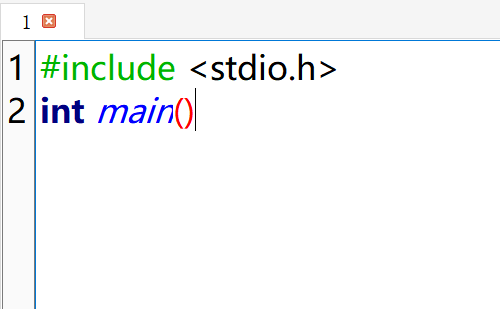 1
1 #include <stdio.h>
2 int main()